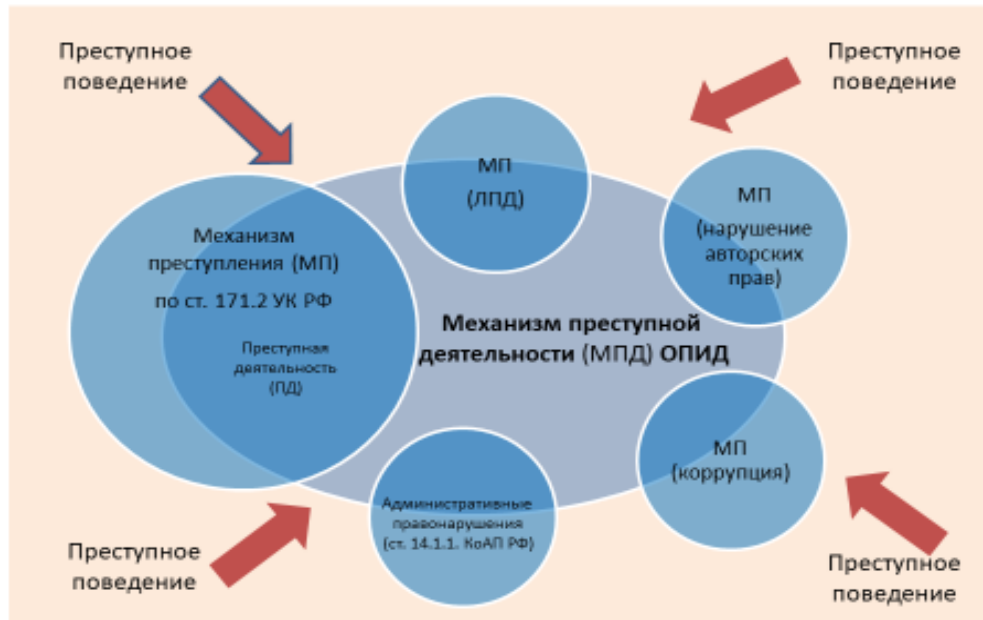 Преступное
поведение
Преступное
поведение
МП
(ЛПД)
МП
(нарушение
авторских
прав)
Механизм
преступления (МП)
по ст. 171.2 УК РФ
Преступная
деятельность
(ПД)
Механизм преступной
деятельности (МПД) ОПИД
МП
(коррупция)
Административные
правонарушения
(ст. 14.1.1. КоАП РФ)
Преступное
поведение
Преступное
поведение